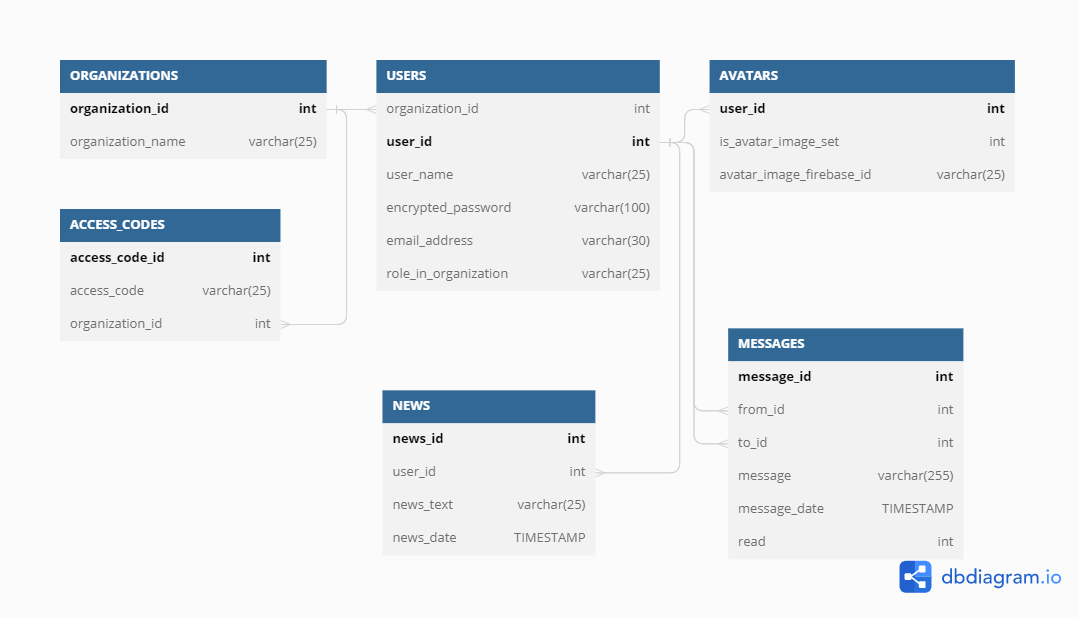 ORGANIZATIONS
organization_id int
organization_name varchar(25)
USERS
organization_id int
user_id int
user_name varchar(25)
encrypted_password varchar(100)
email_address varchar(30)
role_in_organization varchar(25)
AVATARS
user_id int
is_avatar_image_set int
avatar_image_firebase_id varchar(25)
ACCESS_CODES
access_code_id int
access_code varchar(25)
organization_id int
NEWS
news_id int
user_id int
news_text varchar(25)
news_date TIMESTAMP
MESSAGES
message_id int
from_id int
to_id int
message varchar(255)
message_date TIMESTAMP
read int
dbdiagram.io